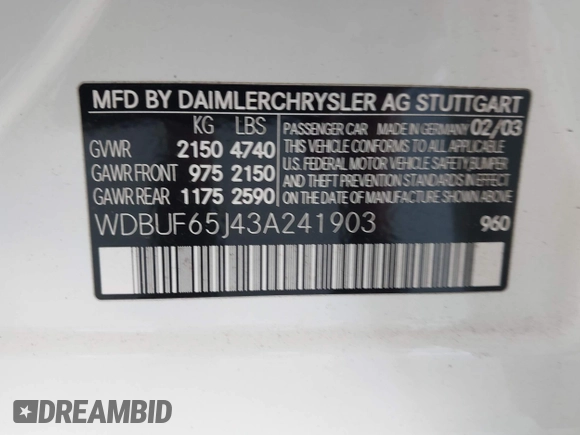 MFD BY DAIMLERCHRYSLER AG STUTTGART
KG LBS
GVWR 2150 4740
GAWR FRONT 975 2150
GAWR REAR 1175 2590
PASSENGER CAR MADE IN GERMANY 02/03
THIS VEHICLE CONFORMS TO ALL APPLICABLE
U.S. FEDERAL MOTOR VEHICLE SAFETY, BUMPER
AND THEFT PREVENTION STANDARDS IN EFFECT
ON THE DATE OF MANUFACTURE SHOWN ABOVE.
WDBUF65J43A241903 960
DREAMBID